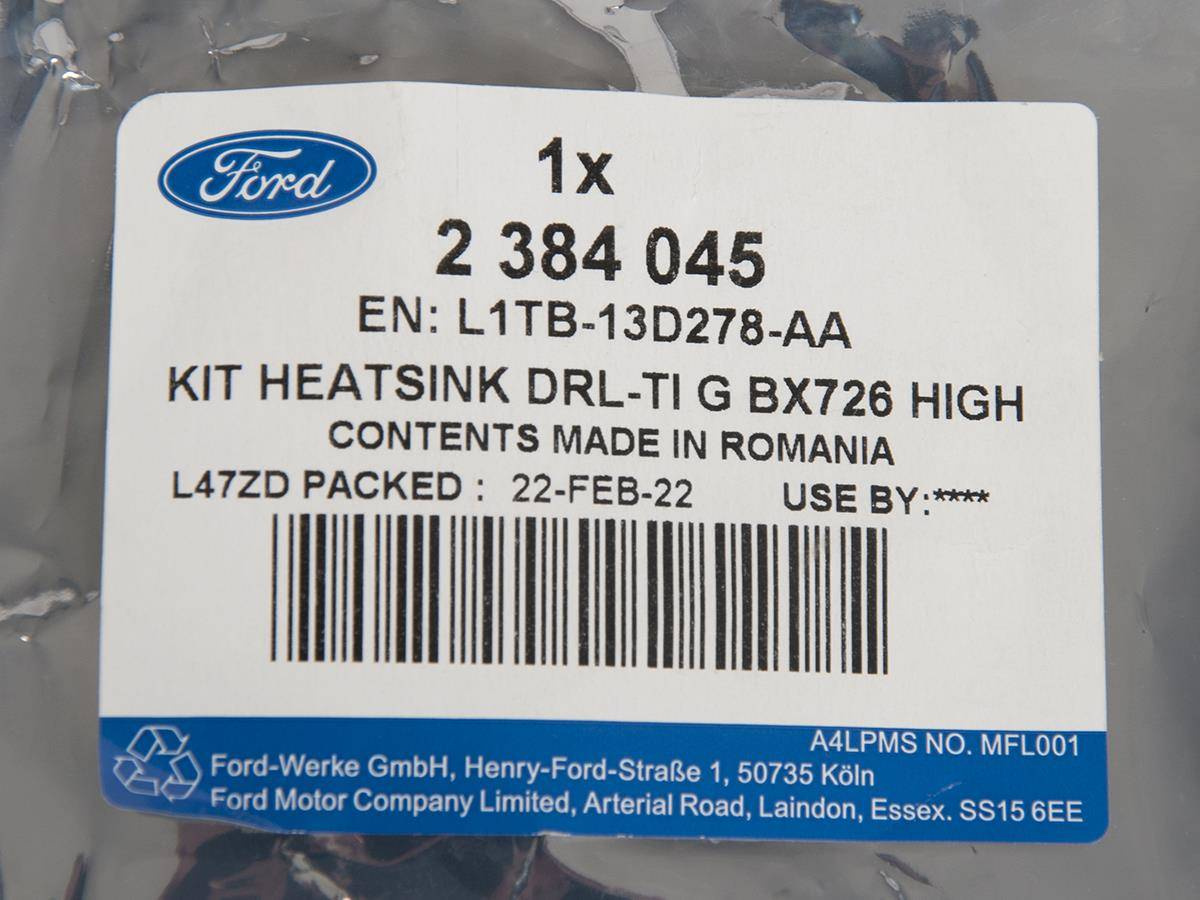 Ford
1x
2 384 045
EN: L1TB-13D278-AA
KIT HEATSINK DRL-TI G BX726 HIGH
CONTENTS MADE IN ROMANIA
L47ZD PACKED : 22-FEB-22 USE BY:****
A4LPMS NO. MFL001
Ford-Werke GmbH, Henry-Ford-Straße 1, 50735 Köln
Ford Motor Company Limited, Arterial Road, Laindon, Essex. SS15 6EE